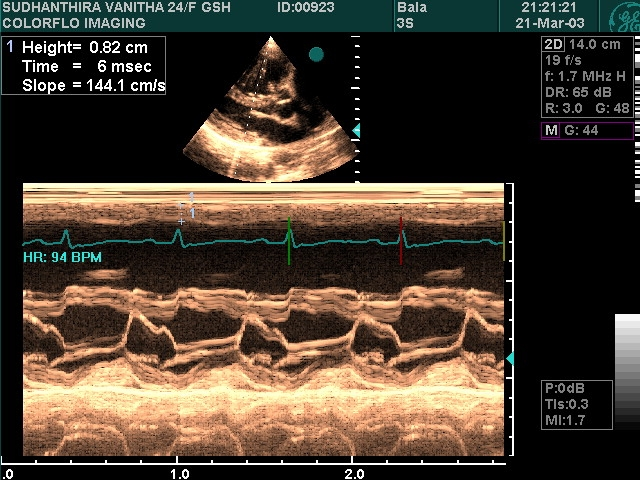 SUDHANTHIRA VANITHA 24/F GSH ID:00923 Bala 21:21:21
COLORFLO IMAGING 3S 21-Mar-03
1 Height= 0.82 cm
Time = 6 msec
Slope = 144.1 cm/s
2D 14.0 cm
19 f/s
f: 1.7 MHz H
DR: 65 dB
R: 3.0 G: 48
M G: 44
1
1
HR: 94 BPM
P:0dB
TIs:0.3
MI:1.7
.0 1.0 2.0